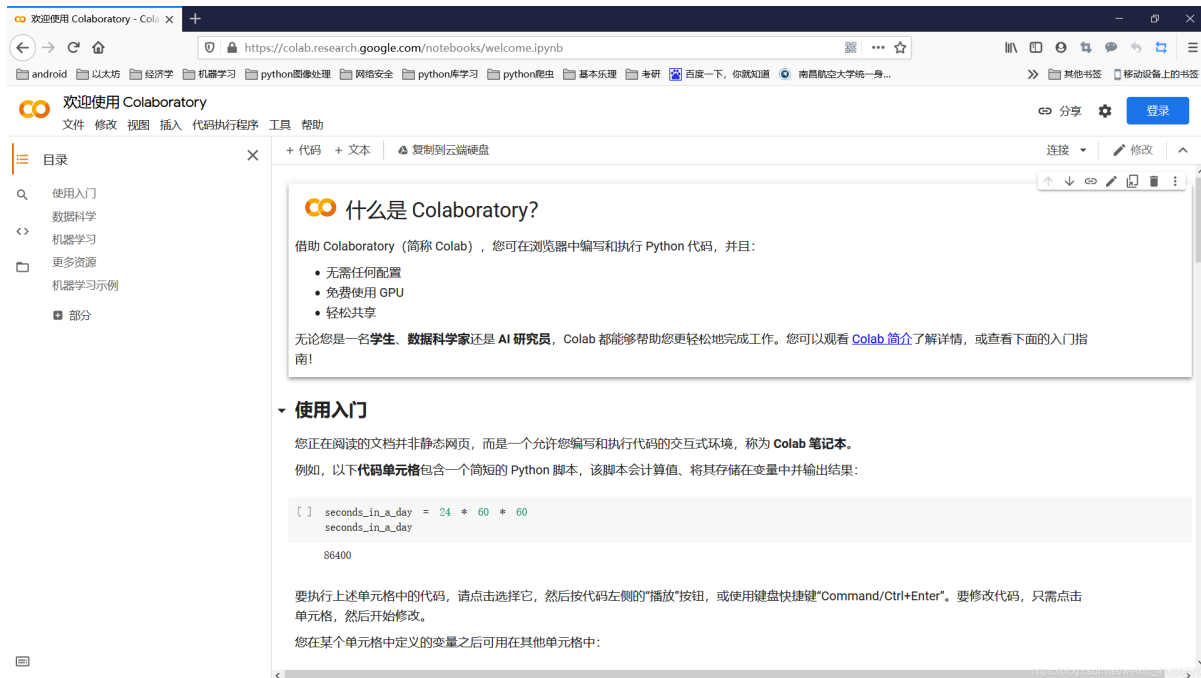 欢迎使用 Colaboratory - Cola
https://colab.research.google.com/notebooks/welcome.ipynb
android 以太坊 经济学 机器学习 python图像处理 网络安全 python库学习 python爬虫 基本乐理 考研 百度一下，你就知道 南昌航空大学统一身... 其他书签 移动设备上的书签
欢迎使用 Colaboratory
文件 修改 视图 插入 代码执行程序 工具 帮助
分享 登录
目录
+ 代码 + 文本 复制到云端硬盘 连接 修改
使用入门
数据科学
机器学习
更多资源
机器学习示例
部分
什么是 Colaboratory？
借助 Colaboratory（简称 Colab），您可在浏览器中编写和执行 Python 代码，并且：
• 无需任何配置
• 免费使用 GPU
• 轻松共享
无论您是一名学生、数据科学家还是 AI 研究员，Colab 都能够帮助您更轻松地完成工作。您可以观看 Colab 简介了解详情，或查看下面的入门指
南！
使用入门
您正在阅读的文档并非静态网页，而是一个允许您编写和执行代码的交互式环境，称为 Colab 笔记本。
例如，以下代码单元格包含一个简短的 Python 脚本，该脚本会计算值、将其存储在变量中并输出结果：
[ ] seconds_in_a_day = 24 * 60 * 60
seconds_in_a_day
86400
要执行上述单元格中的代码，请点击选择它，然后按代码左侧的“播放”按钮，或使用键盘快捷键“Command/Ctrl+Enter”。要修改代码，只需点击
单元格，然后开始修改。
您在某个单元格中定义的变量之后可用在其他单元格中：